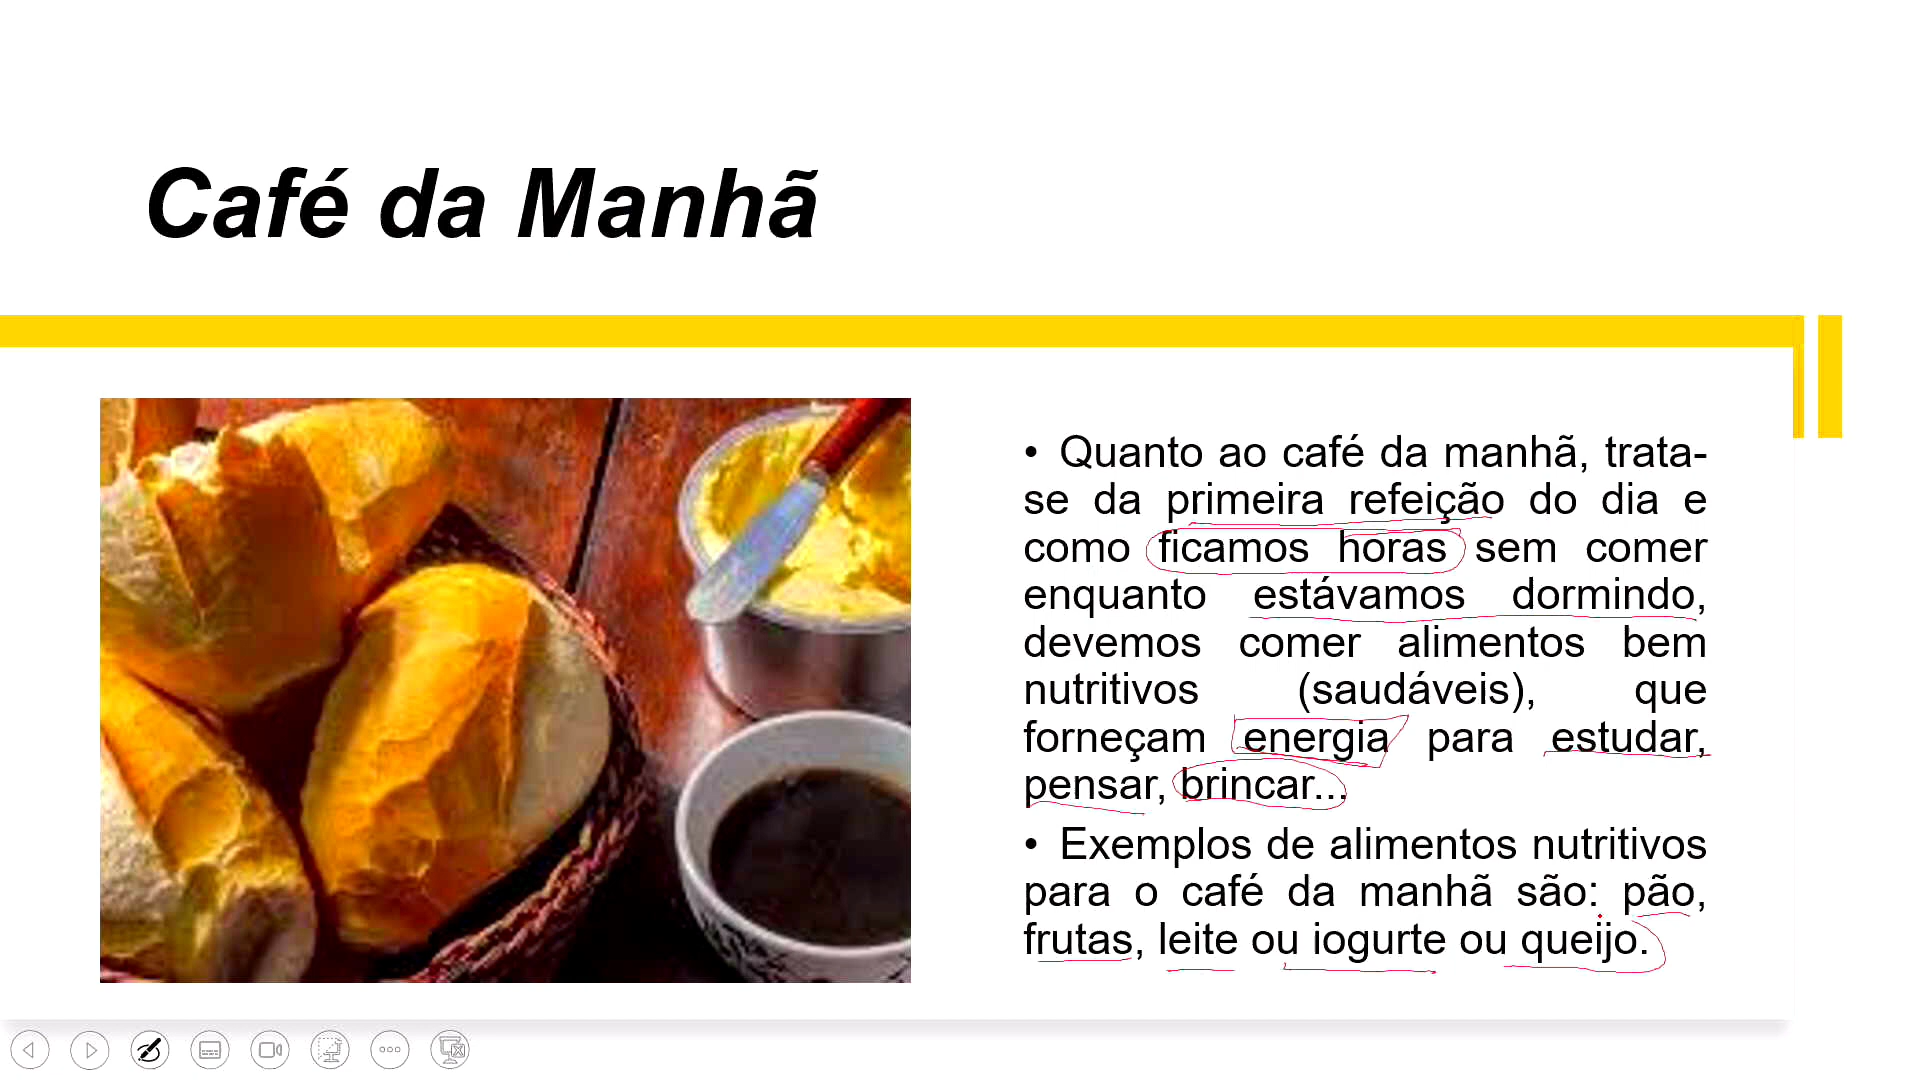 Café da Manhã
• Quanto ao café da manhã, trata-
se da primeira refeição do dia e
como ficamos horas sem comer
enquanto estávamos dormindo,
devemos comer alimentos bem
nutritivos (saudáveis), que
forneçam energia para estudar,
pensar, brincar...
• Exemplos de alimentos nutritivos
para o café da manhã são: pão,
frutas, leite ou iogurte ou queijo.